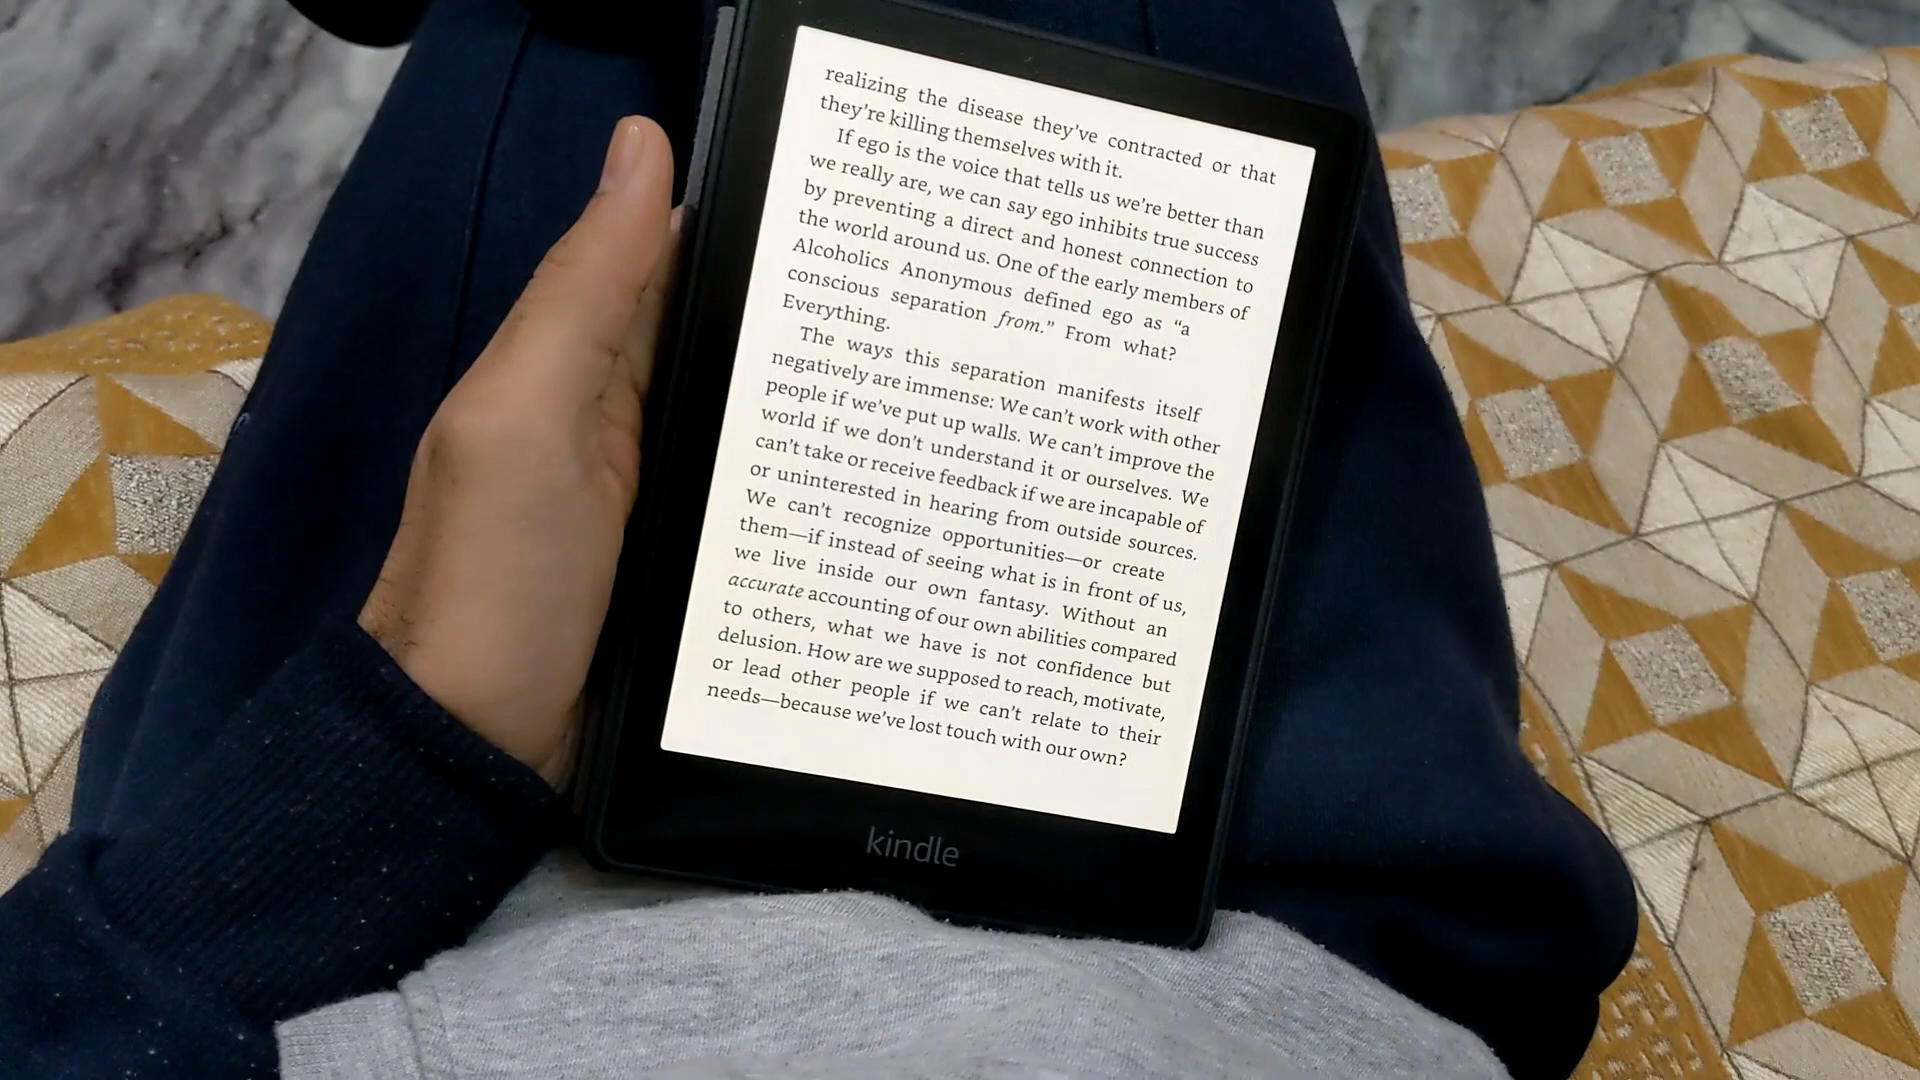 realizing the disease they’ve contracted or that
they’re killing themselves with it.
If ego is the voice that tells us we’re better than
we really are, we can say ego inhibits true success
by preventing a direct and honest connection to
the world around us. One of the early members of
Alcoholics Anonymous defined ego as “a
conscious separation from.” From what?
Everything.
The ways this separation manifests itself
negatively are immense: We can’t work with other
people if we’ve put up walls. We can’t improve the
world if we don’t understand it or ourselves. We
can’t take or receive feedback if we are incapable of
or uninterested in hearing from outside sources.
We can’t recognize opportunities—or create
them—if instead of seeing what is in front of us,
we live inside our own fantasy. Without an
accurate accounting of our own abilities compared
to others, what we have is not confidence but
delusion. How are we supposed to reach, motivate,
or lead other people if we can’t relate to their
needs—because we’ve lost touch with our own?
kindle